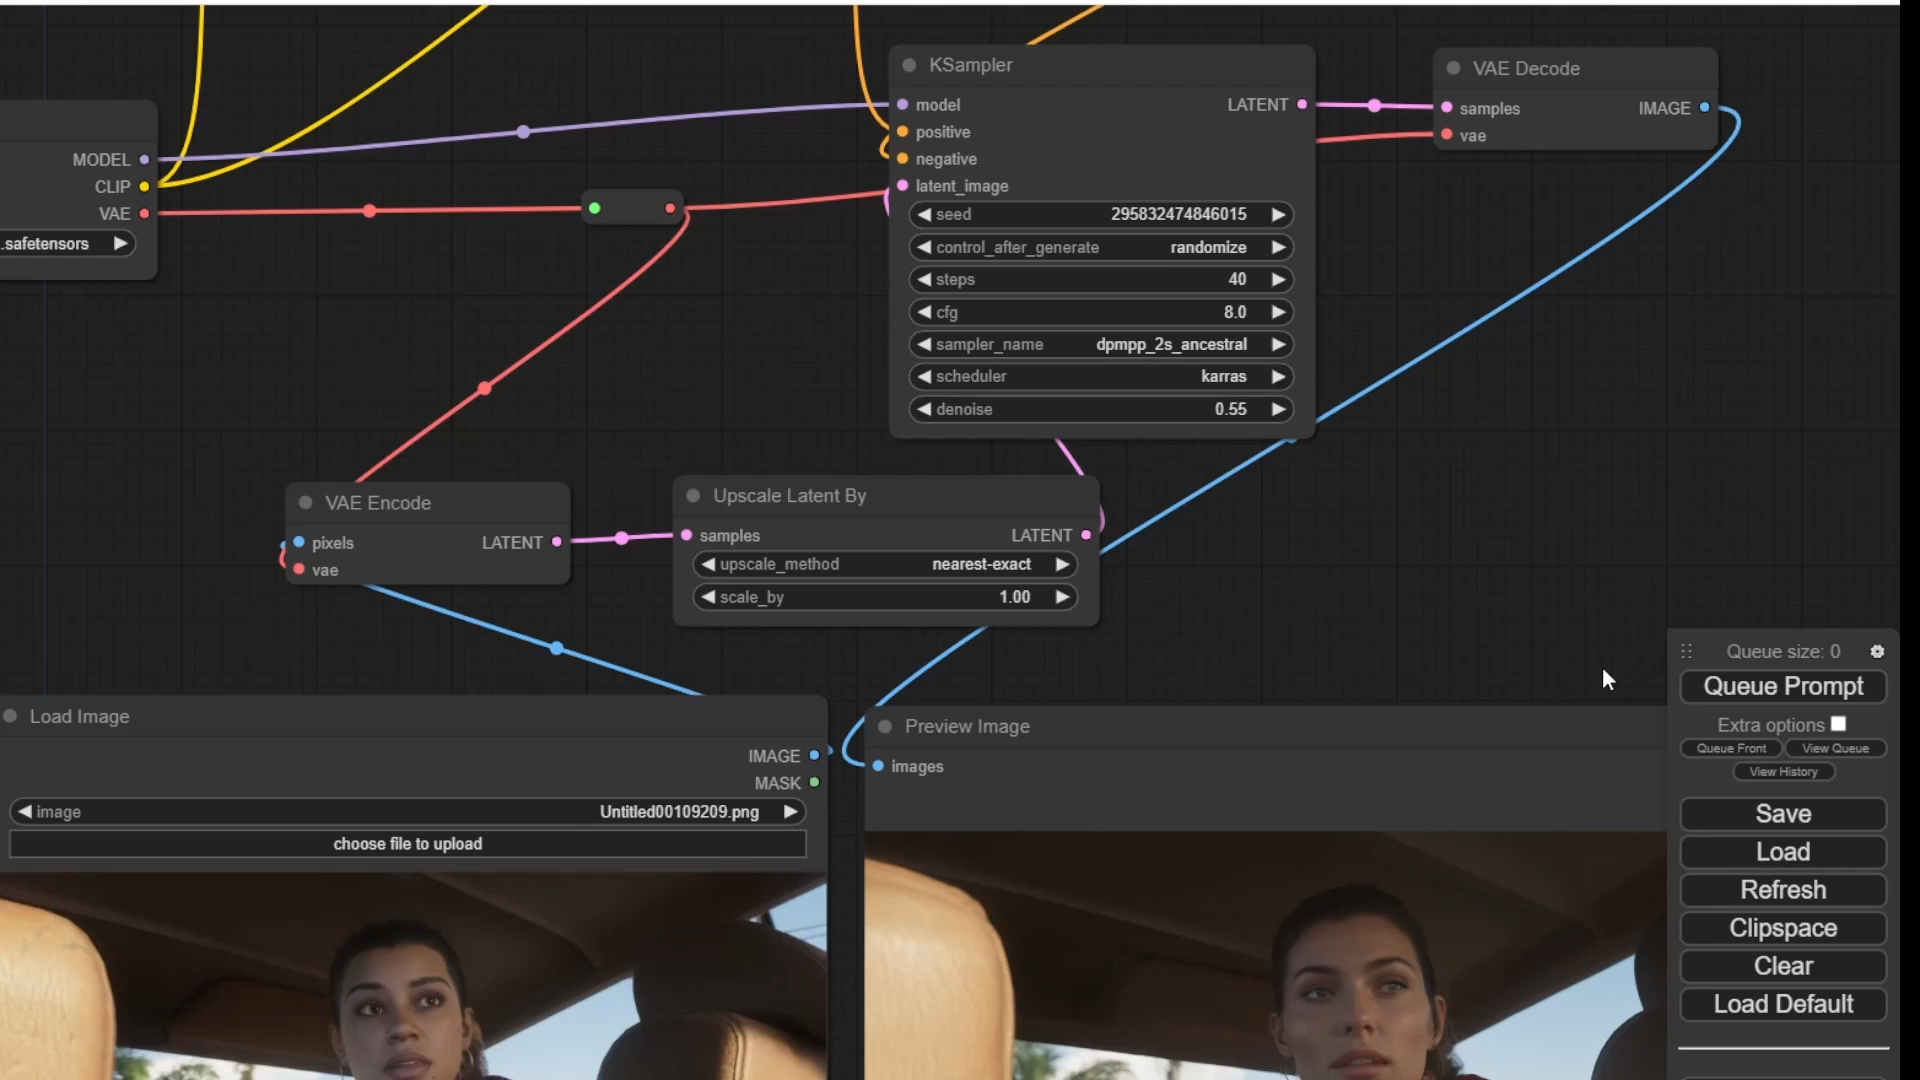 KSampler
model
LATENT
positive
negative
latent_image
seed 295832474846015
control_after_generate randomize
steps 40
cfg 8.0
sampler_name dpmpp_2s_ancestral
scheduler karras
denoise 0.55
VAE Decode
samples
IMAGE
vae
MODEL
CLIP
VAE
.safetensors
VAE Encode
pixels
LATENT
vae
Upscale Latent By
samples
LATENT
upscale_method nearest-exact
scale_by 1.00
Load Image
IMAGE
MASK
image Untitled00109209.png
choose file to upload
Preview Image
images
Queue size: 0
Queue Prompt
Extra options
Queue Front View Queue
View History
Save
Load
Refresh
Clipspace
Clear
Load Default